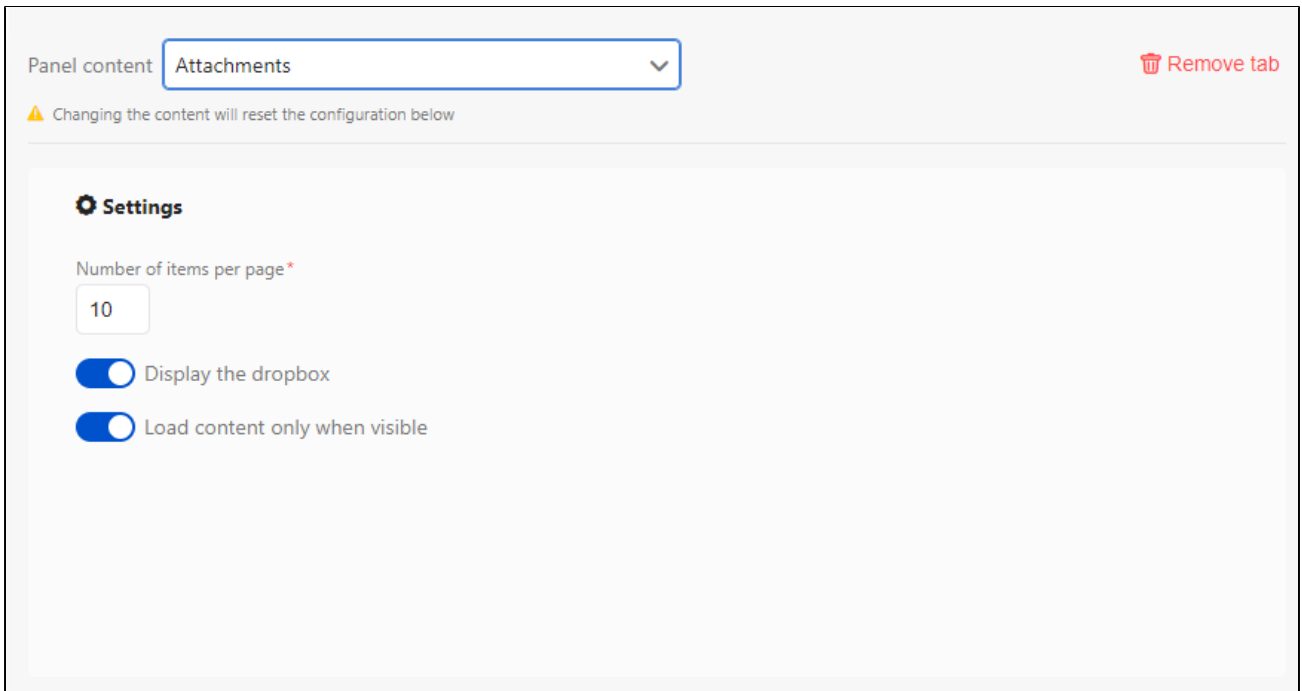 Panel content Attachments Remove tab
Changing the content will reset the configuration below
Settings
Number of items per page*
10
Display the dropbox
Load content only when visible